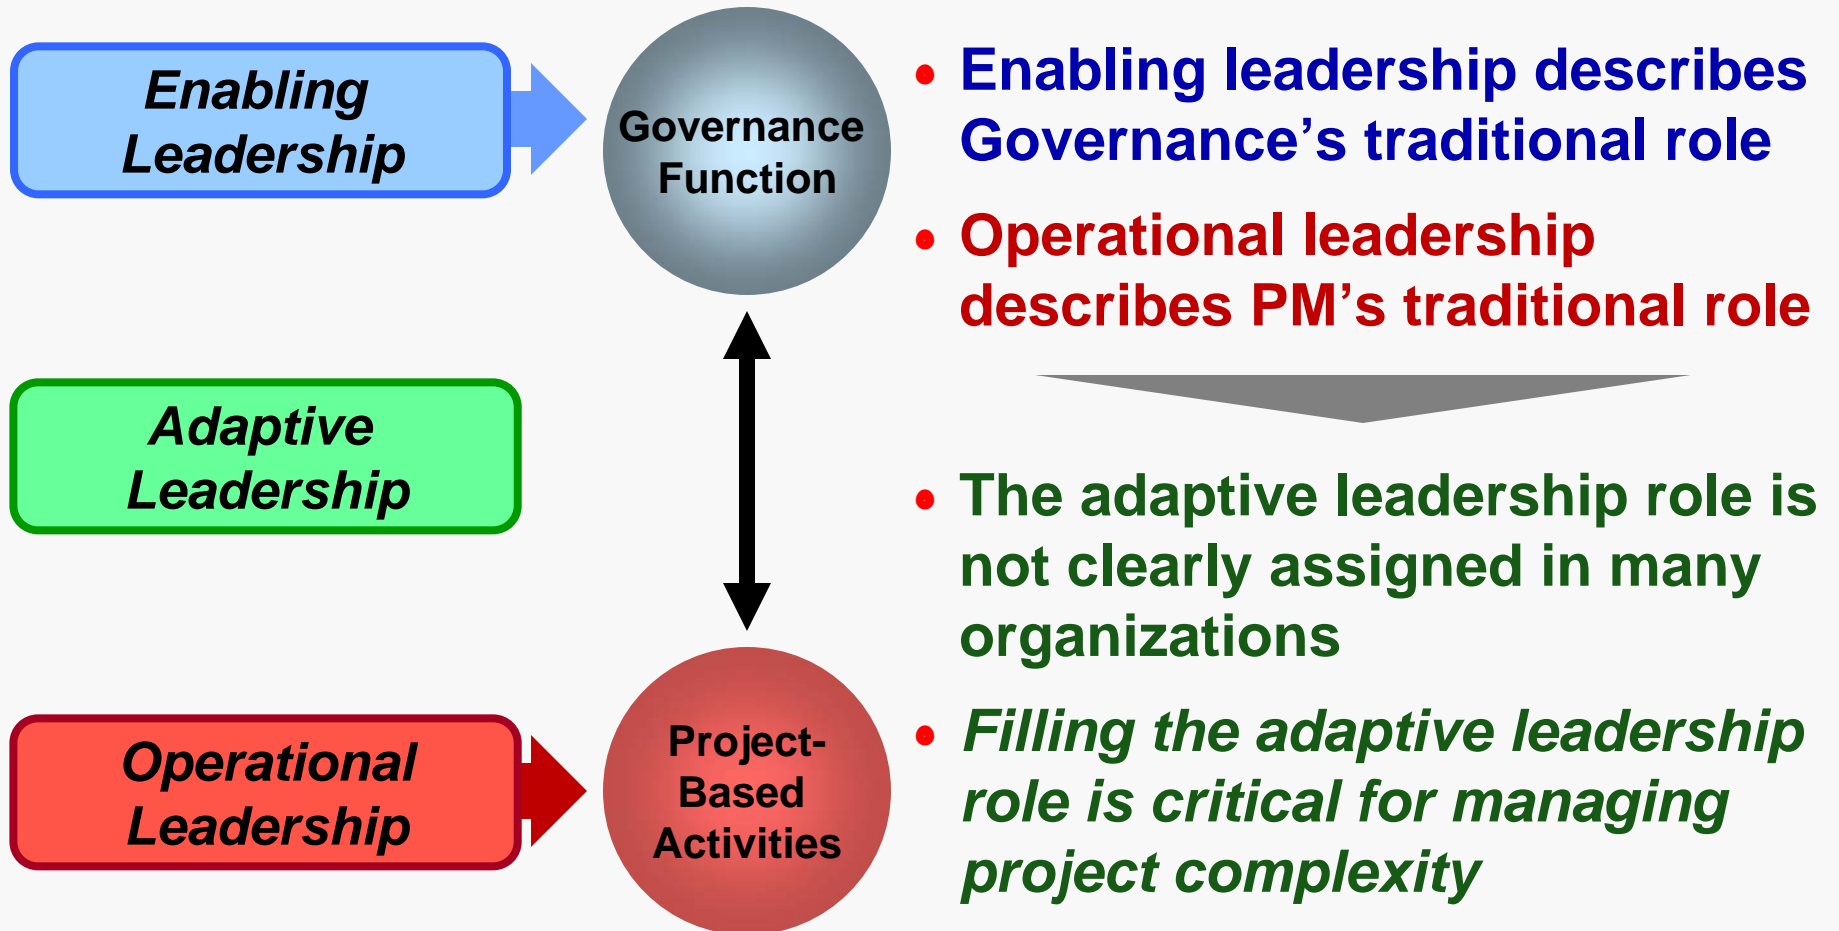 Enabling
Leadership
Governance
Function
• Enabling leadership describes
Governance’s traditional role
• Operational leadership
describes PM’s traditional role
Adaptive
Leadership
• The adaptive leadership role is
not clearly assigned in many
organizations
Operational
Leadership
Project-
Based
Activities
• Filling the adaptive leadership
role is critical for managing
project complexity